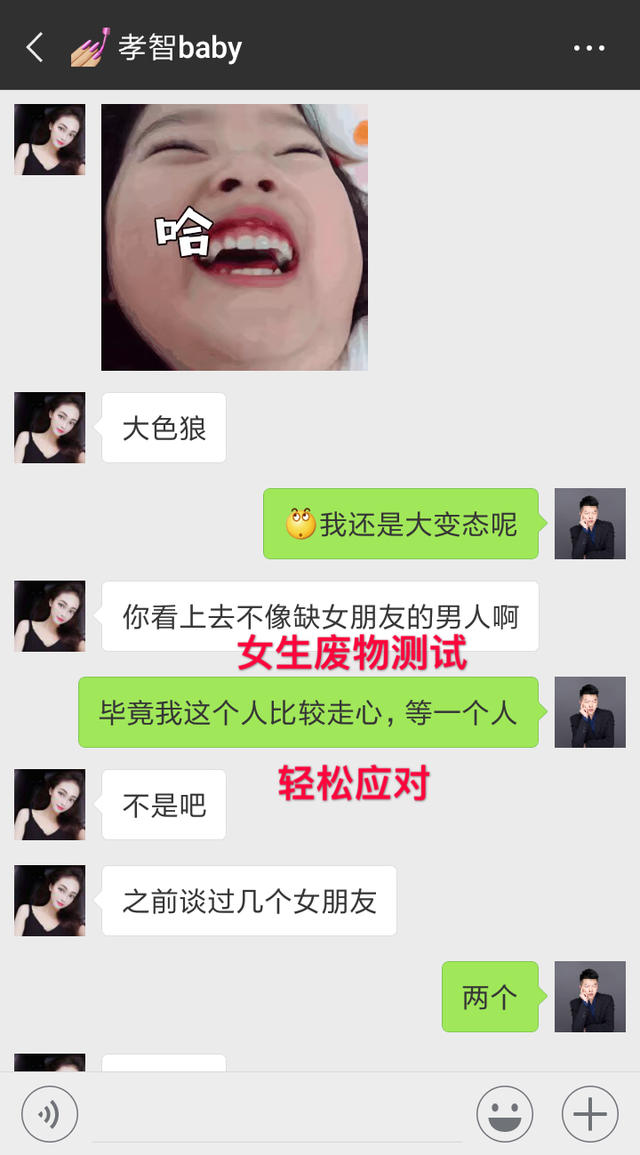 孝智baby
哈
大色狼
我还是大变态呢
你看上去不像缺女朋友的男人啊
女生废物测试
毕竟我这个人比较走心，等一个人
轻松应对
不是吧
之前谈过几个女朋友
两个